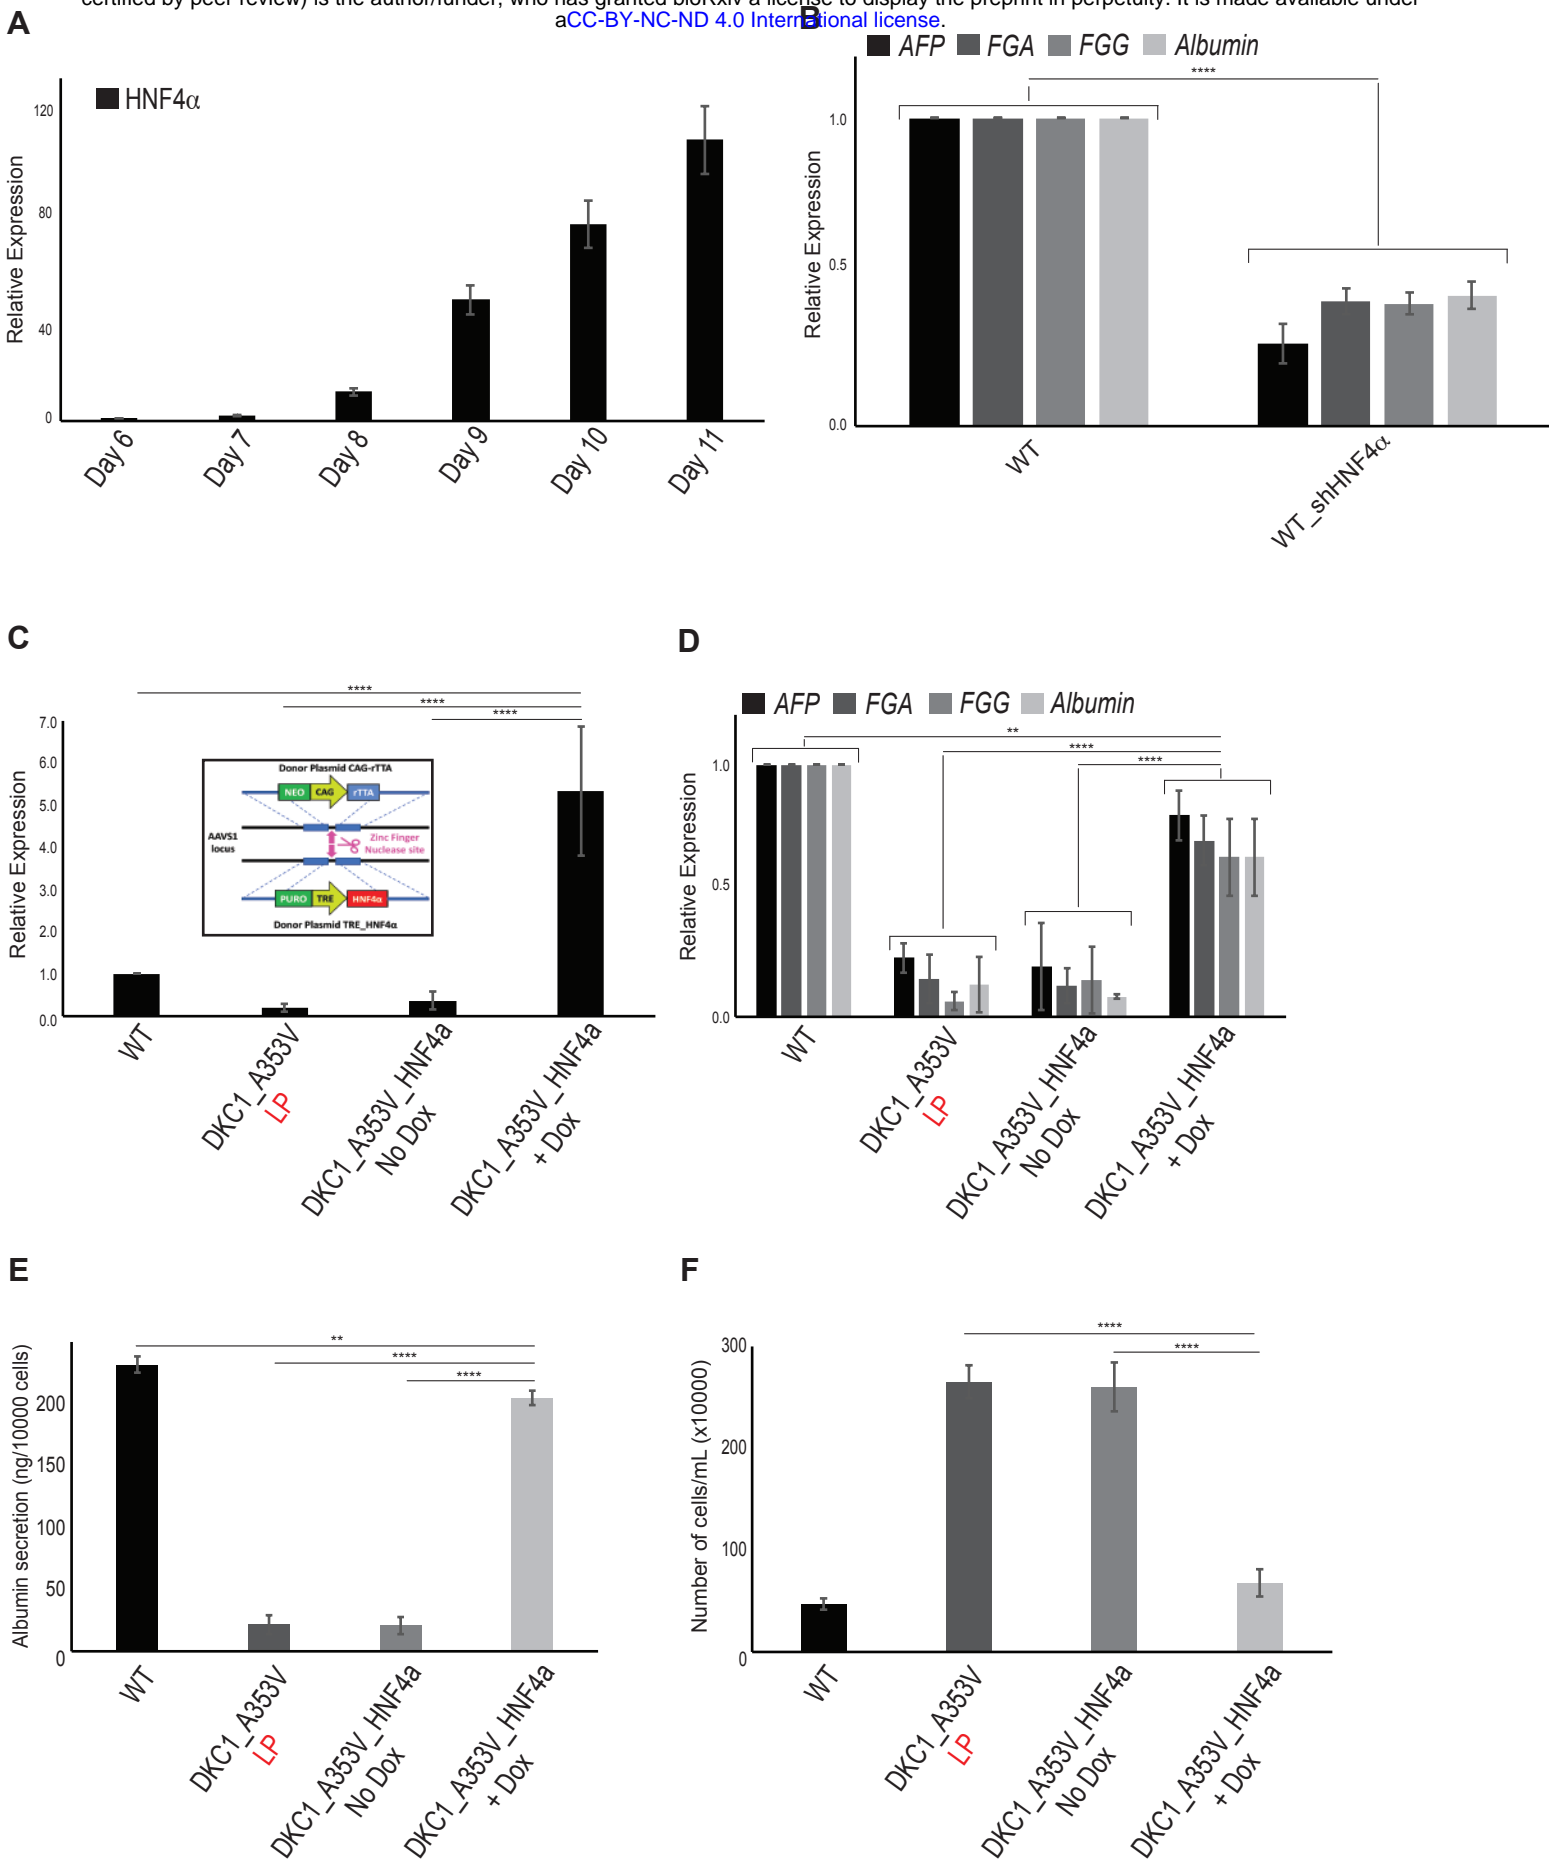 certified by peer review) is the author/funder, who has granted bioRxiv a license to display the preprint in perpetuity. It is made available under
aCC-BY-NC-ND 4.0 International license.
A
HNF4α
Relative Expression
120
80
40
0
Day 6
Day 7
Day 8
Day 9
Day 10
Day 11
B
AFP FGA FGG Albumin
****
Relative Expression
1.0
0.5
0.0
WT
WT_shHNF4α
C
****
****
****
Relative Expression
7.0
6.0
5.0
4.0
3.0
2.0
1.0
0.0
Donor Plasmid CAG-rTTA
NEO CAG rTTA
AAVS1
locus
Zinc Finger
Nuclease site
PURO TRE HNF4α
Donor Plasmid TRE_HNF4α
WT
DKC1_A353V
LP
DKC1_A353V_HNF4a
No Dox
DKC1_A353V_HNF4a
+ Dox
D
AFP FGA FGG Albumin
**
****
****
Relative Expression
1.0
0.5
0.0
WT
DKC1_A353V
LP
DKC1_A353V_HNF4a
No Dox
DKC1_A353V_HNF4a
+ Dox
E
**
****
****
Albumin secretion (ng/10000 cells)
200
150
100
50
0
WT
DKC1_A353V
LP
DKC1_A353V_HNF4a
No Dox
DKC1_A353V_HNF4a
+ Dox
F
****
****
Number of cells/mL (x10000)
300
200
100
0
WT
DKC1_A353V
LP
DKC1_A353V_HNF4a
No Dox
DKC1_A353V_HNF4a
+ Dox